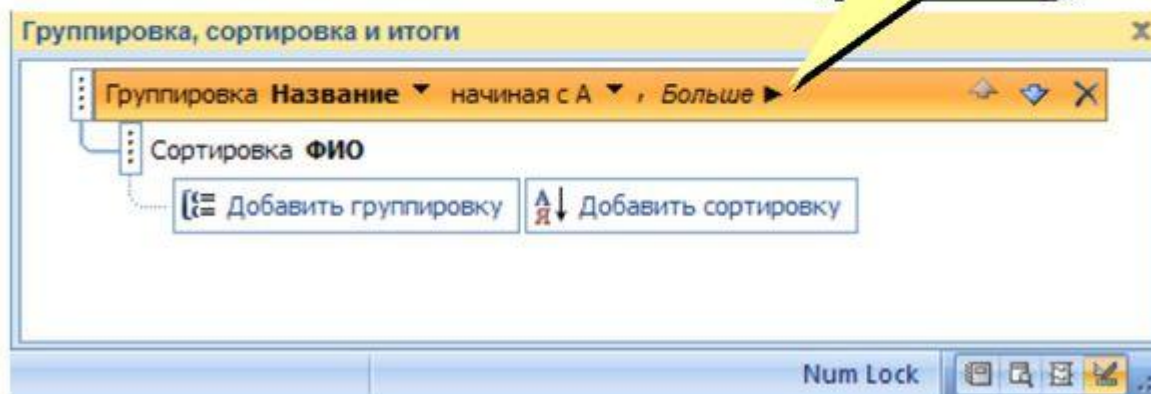 Группировка, сортировка и итоги
Группировка Название начиная с А , Больше
Сортировка ФИО
Добавить группировку Добавить сортировку
Num Lock